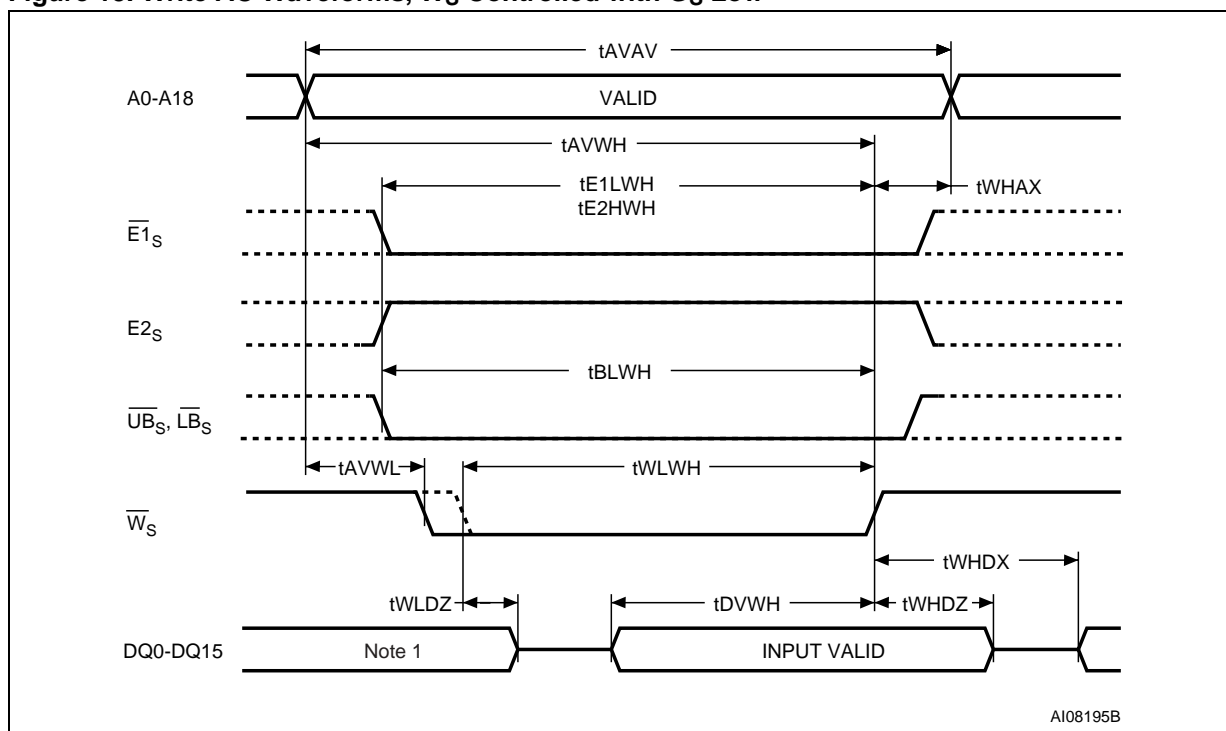 tAVAV
A0-A18
VALID
tAVWH
tE1LWH
tE2HWH
tWHAX
E1S
E2S
tBLWH
UBS, LBS
tAVWL
tWLWH
WS
tWHDX
tWLDZ
tDVWH
tWHDZ
DQ0-DQ15
Note 1
INPUT VALID
AI08195B